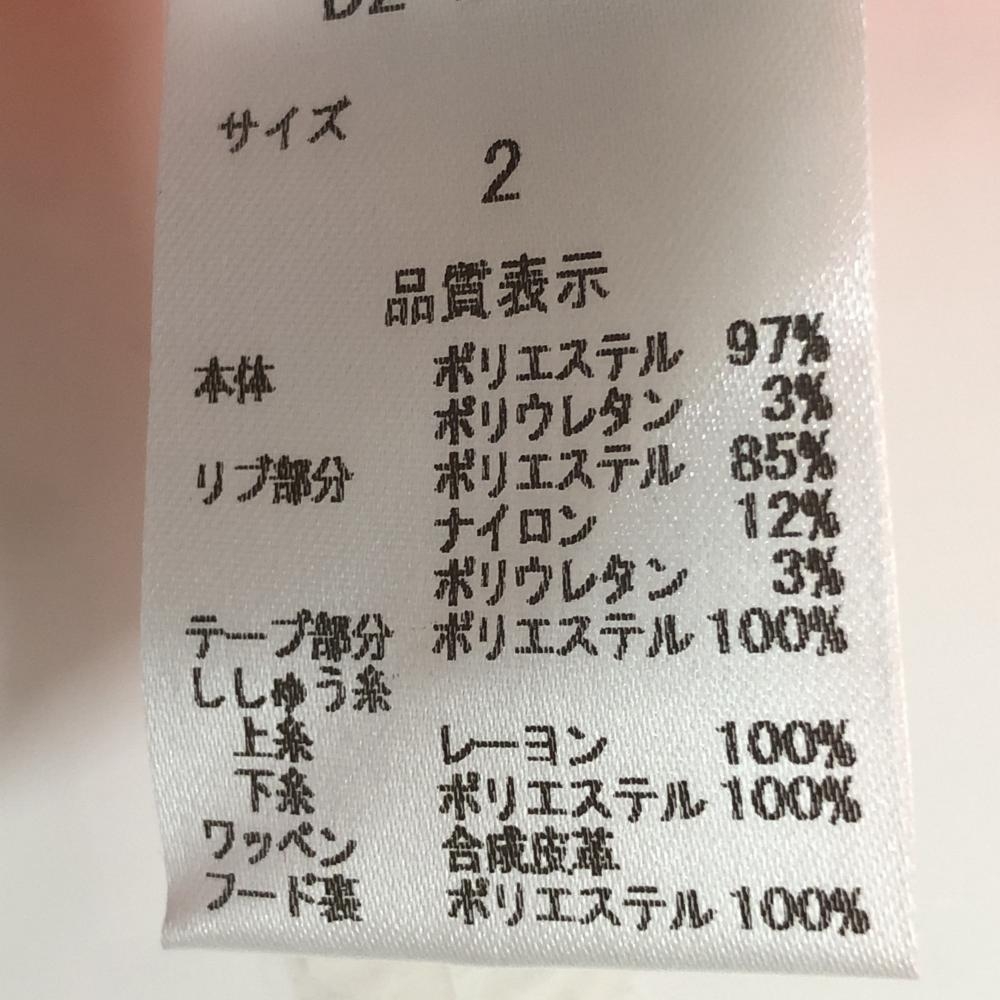 サイズ
2
品質表示
本体 ポリエステル 97%
ポリウレタン 3%
リブ部分 ポリエステル 85%
ナイロン 12%
ポリウレタン 3%
テープ部分 ポリエステル 100%
ししゅう糸
上糸 レーヨン 100%
下糸 ポリエステル 100%
ワッペン 合成皮革
フード裏 ポリエステル 100%